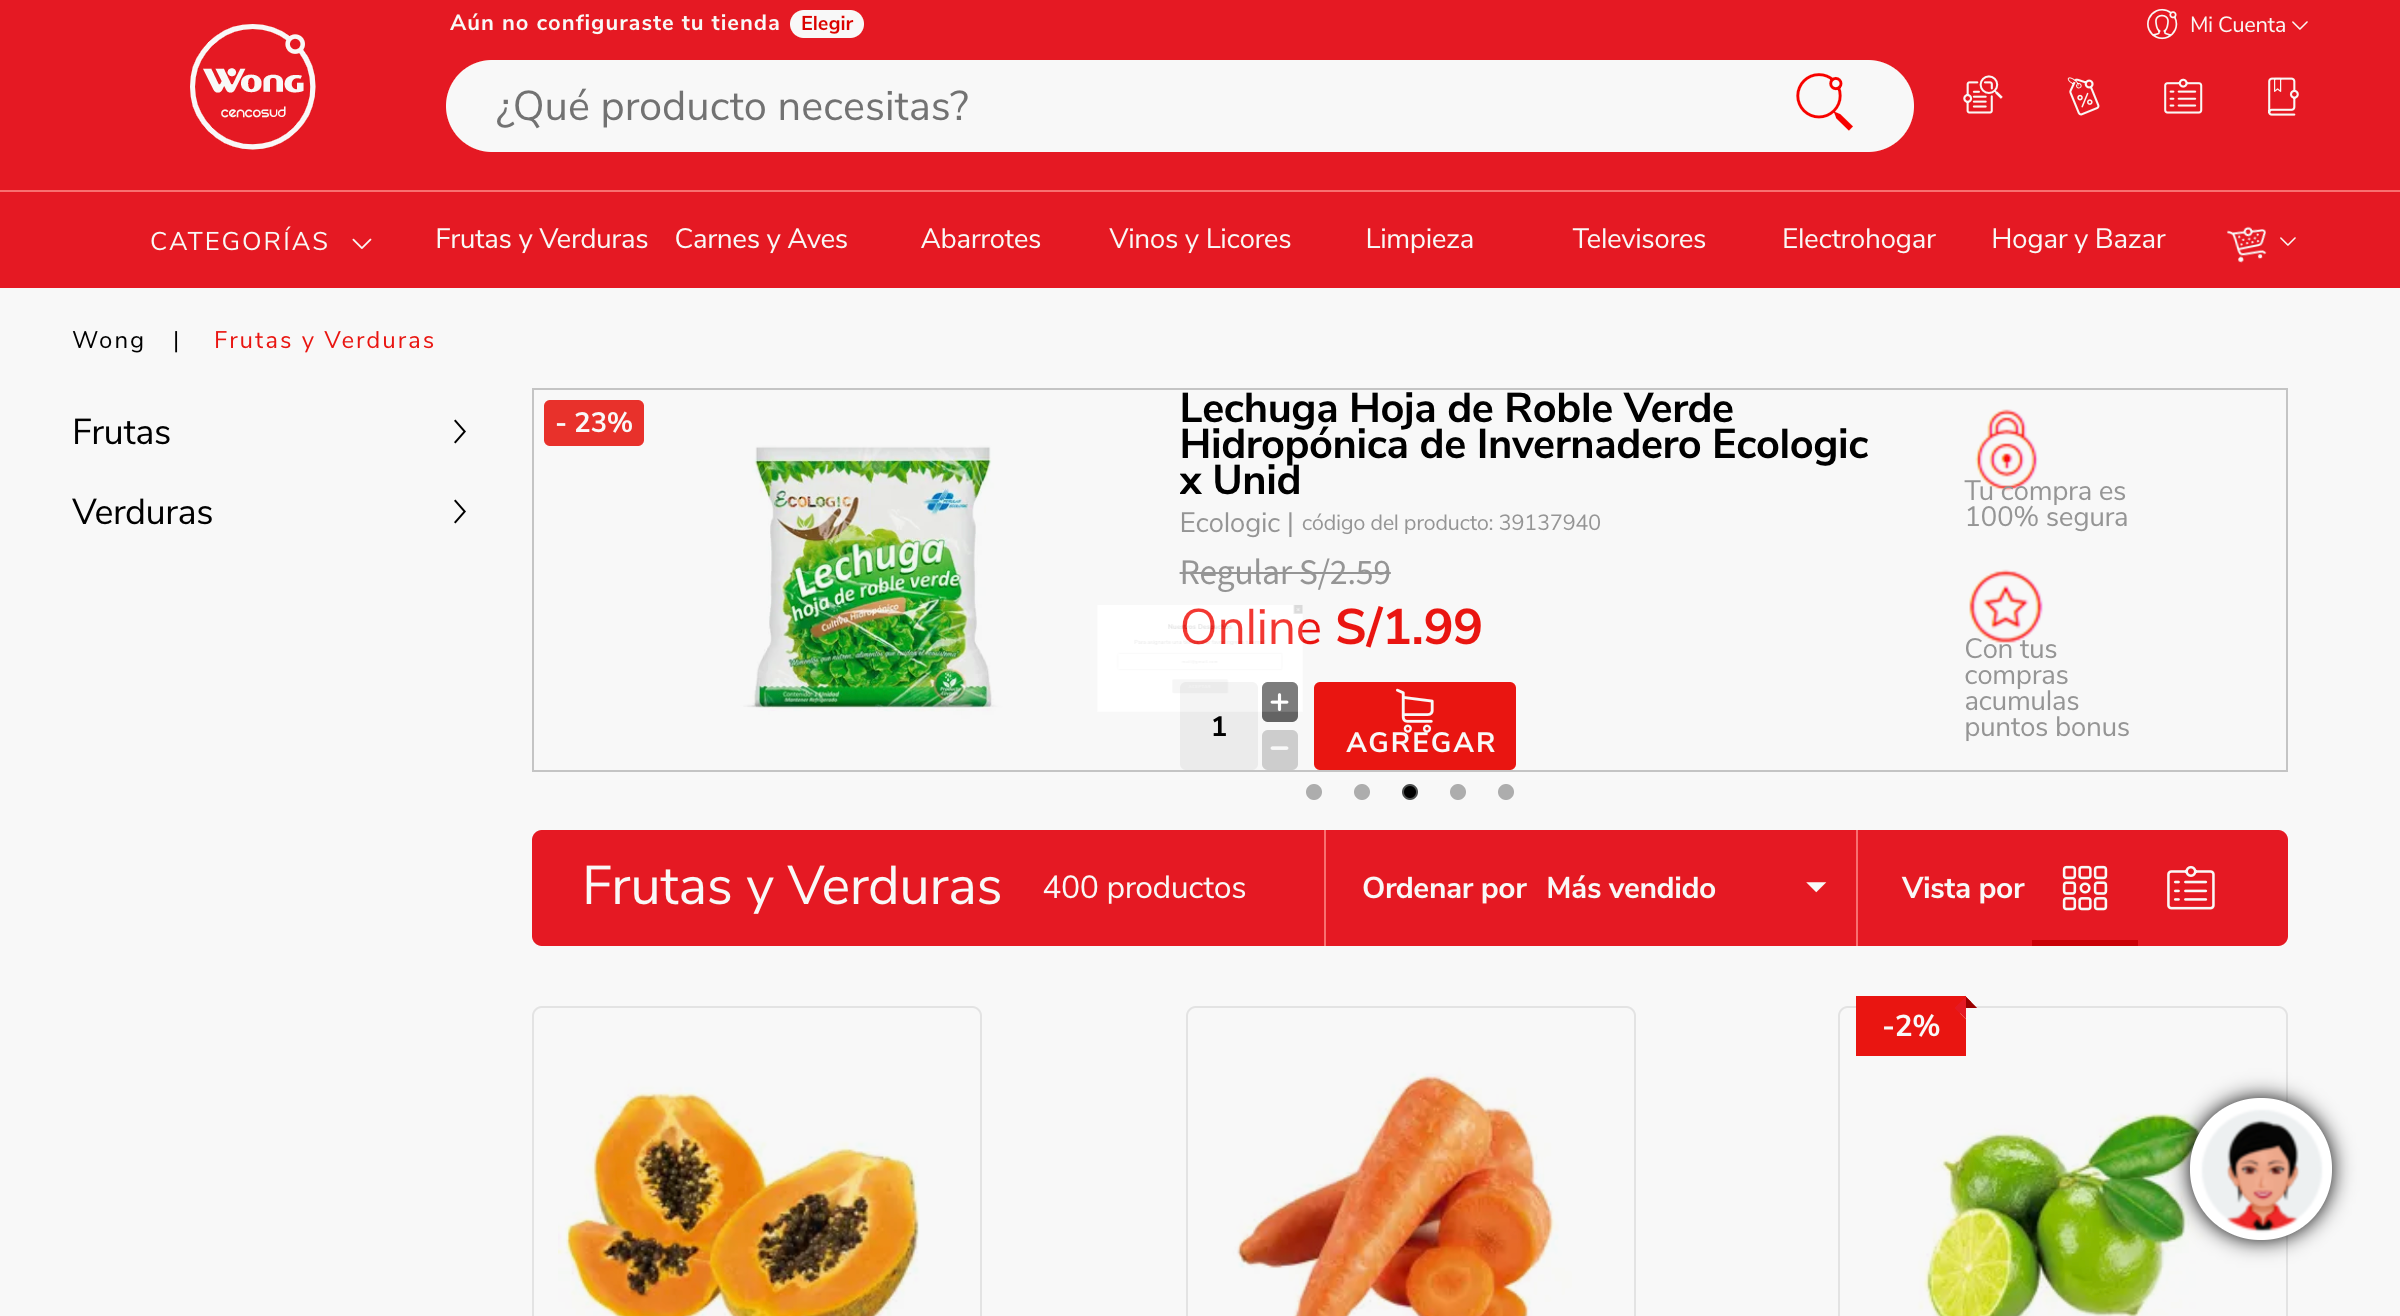 Aún no configuraste tu tienda Elegir
Mi Cuenta
Wong
cencosud
¿Qué producto necesitas?
CATEGORÍAS Frutas y Verduras Carnes y Aves Abarrotes Vinos y Licores Limpieza Televisores Electrohogar Hogar y Bazar
Wong | Frutas y Verduras
Frutas
Verduras
- 23%
ECOLOGIC
Lechuga
hoja de roble verde
Cultivo Hidropónico
Lechuga Hoja de Roble Verde
Hidropónica de Invernadero Ecologic
x Unid
Ecologic | código del producto: 39137940
Regular S/2.59
Online S/1.99
1
+
−
AGREGAR
Tu compra es
100% segura
Con tus
compras
acumulas
puntos bonus
Frutas y Verduras 400 productos
Ordenar por Más vendido
Vista por
-2%